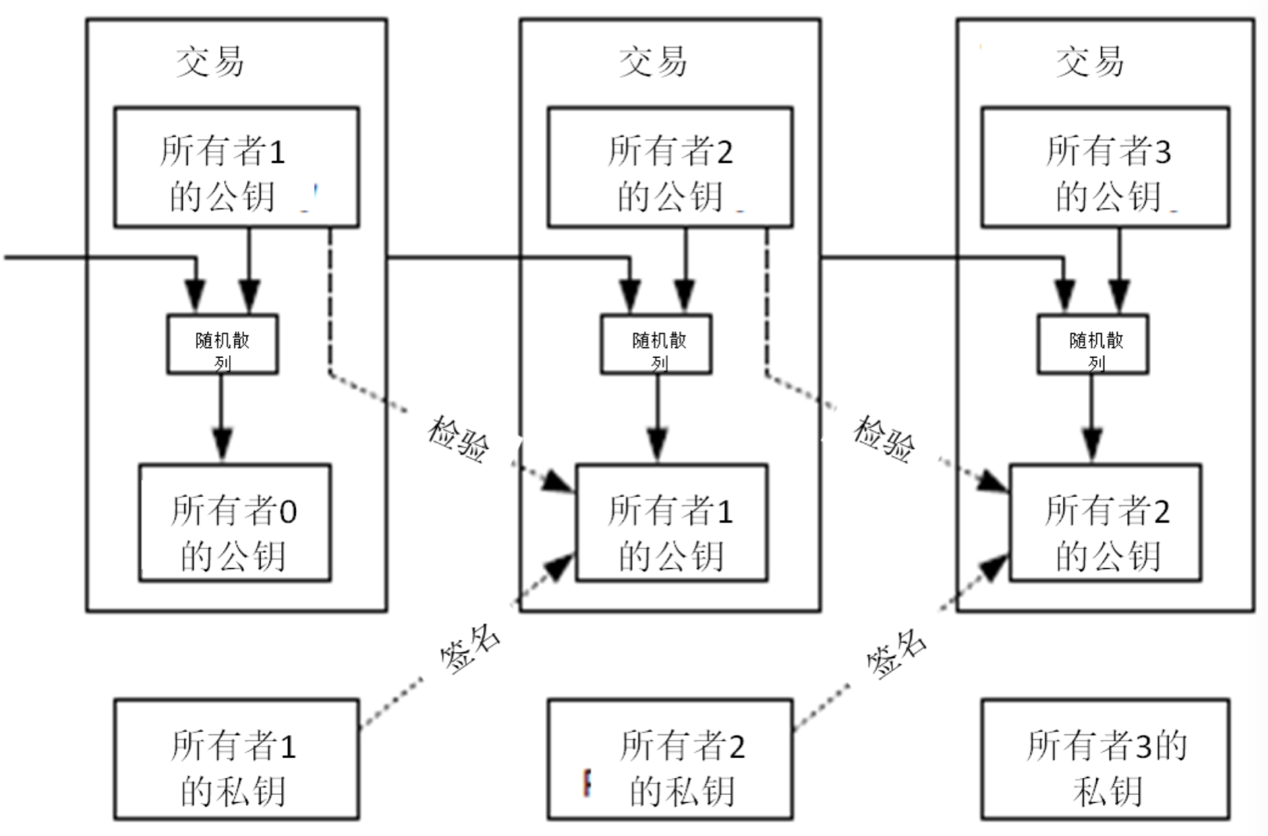 交易
交易
交易
所有者1
的公钥
所有者2
的公钥
所有者3
的公钥
随机散
列
随机散
列
随机散
列
检验
检验
所有者0
的公钥
所有者1
的公钥
所有者2
的公钥
签名
签名
所有者1
的私钥
所有者2
的私钥
所有者3的
私钥